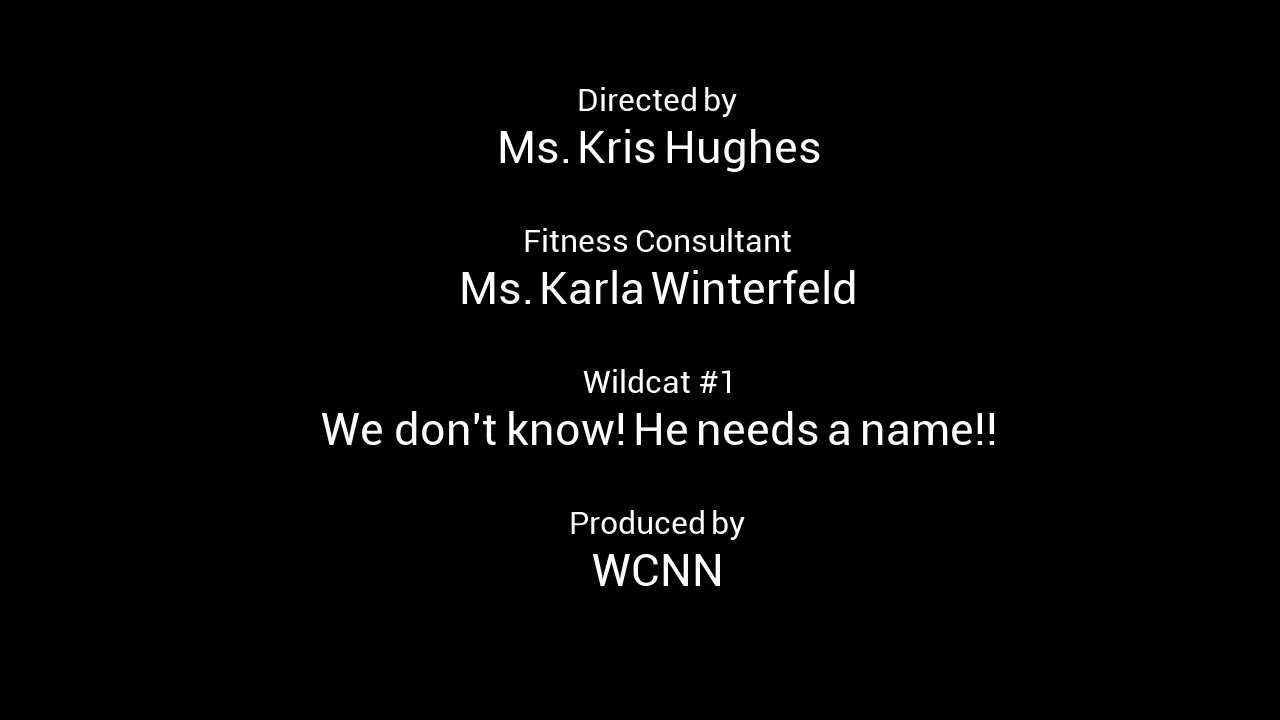 Directed by
Ms. Kris Hughes
Fitness Consultant
Ms. Karla Winterfeld
Wildcat #1
We don't know! He needs a name!!
Produced by
WCNN